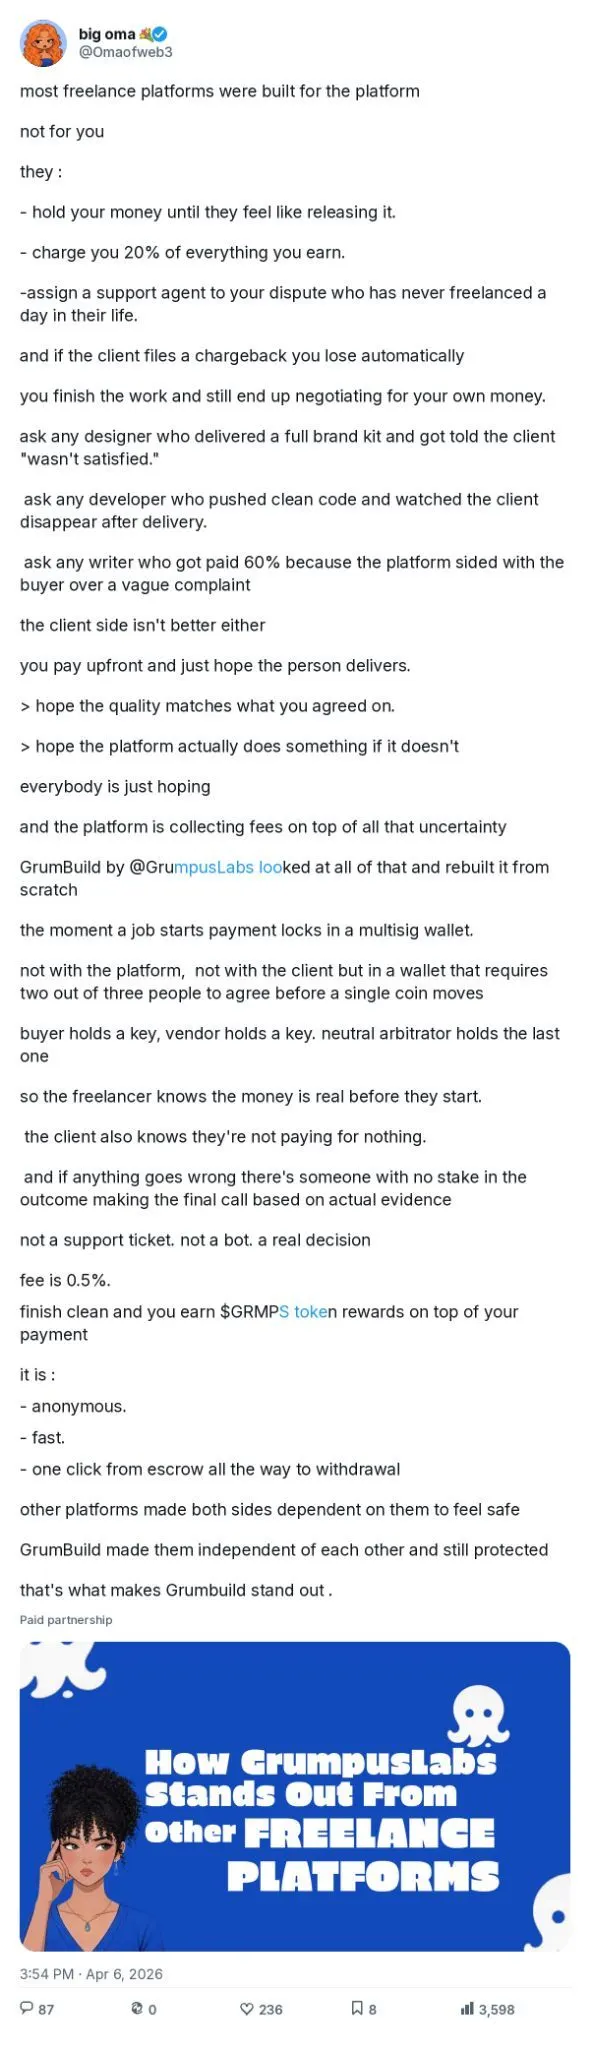 big oma
@Omaofweb3
most freelance platforms were built for the platform
not for you
they :
- hold your money until they feel like releasing it.
- charge you 20% of everything you earn.
-assign a support agent to your dispute who has never freelanced a
day in their life.
and if the client files a chargeback you lose automatically
you finish the work and still end up negotiating for your own money.
ask any designer who delivered a full brand kit and got told the client
"wasn't satisfied."
ask any developer who pushed clean code and watched the client
disappear after delivery.
ask any writer who got paid 60% because the platform sided with the
buyer over a vague complaint
the client side isn't better either
you pay upfront and just hope the person delivers.
> hope the quality matches what you agreed on.
> hope the platform actually does something if it doesn't
everybody is just hoping
and the platform is collecting fees on top of all that uncertainty
GrumBuild by @GrumpusLabs looked at all of that and rebuilt it from
scratch
the moment a job starts payment locks in a multisig wallet.
not with the platform,  not with the client but in a wallet that requires
two out of three people to agree before a single coin moves
buyer holds a key, vendor holds a key. neutral arbitrator holds the last
one
so the freelancer knows the money is real before they start.
the client also knows they're not paying for nothing.
and if anything goes wrong there's someone with no stake in the
outcome making the final call based on actual evidence
not a support ticket. not a bot. a real decision
fee is 0.5%.
finish clean and you earn $GRMPS token rewards on top of your
payment
it is :
- anonymous.
- fast.
- one click from escrow all the way to withdrawal
other platforms made both sides dependent on them to feel safe
GrumBuild made them independent of each other and still protected
that's what makes Grumbuild stand out .
Paid partnership
How GrumpusLabs
Stands Out From
Other FREELANCE
PLATFORMS
3:54 PM · Apr 6, 2026
87 0 236 8 3,598